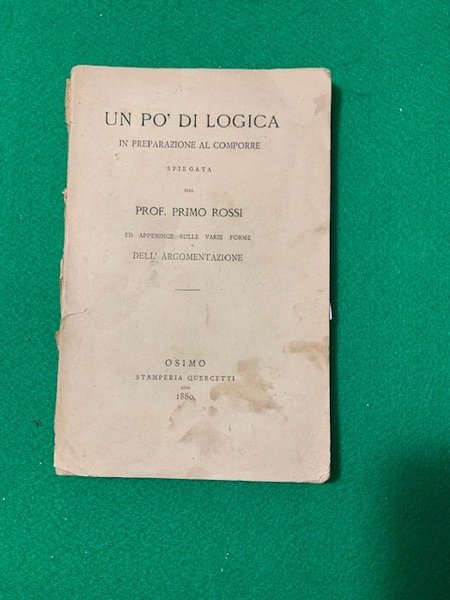 UN PO' DI LOGICA
IN PREPARAZIONE AL COMPORRE
SPIEGATA
DAL
PROF. PRIMO ROSSI
ED APPENDICE SULLE VARIE FORME
DELL' ARGOMENTAZIONE
OSIMO
STAMPERIA QUERCETTI
1880.